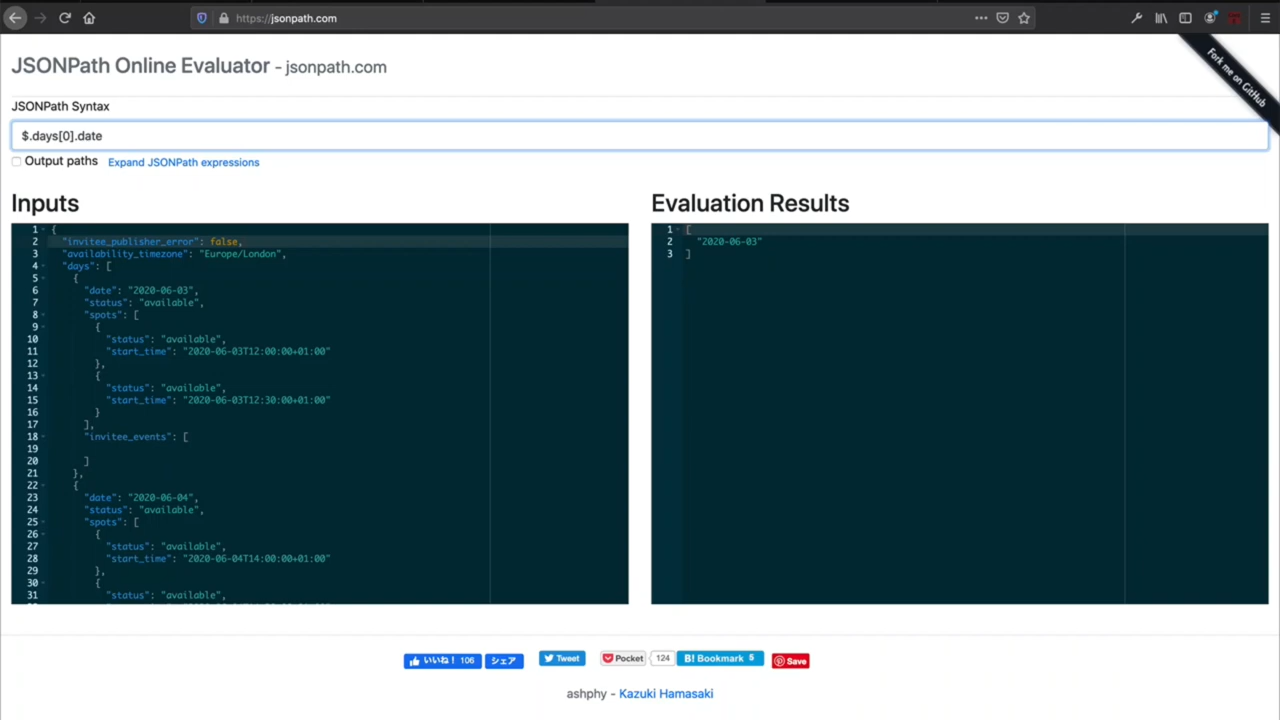 https://jsonpath.com
Fork me on GitHub
JSONPath Online Evaluator - jsonpath.com
JSONPath Syntax
$.days[0].date
Output paths Expand JSONPath expressions
Inputs
1 {
2 "invitee_publisher_error": false,
3 "availability_timezone": "Europe/London",
4 "days": [
5 {
6 "date": "2020-06-03",
7 "status": "available",
8 "spots": [
9 {
10 "status": "available",
11 "start_time": "2020-06-03T12:00:00+01:00"
12 },
13 {
14 "status": "available",
15 "start_time": "2020-06-03T12:30:00+01:00"
16 }
17 ],
18 "invitee_events": [
19
20 ]
21 },
22 {
23 "date": "2020-06-04",
24 "status": "available",
25 "spots": [
26 {
27 "status": "available",
28 "start_time": "2020-06-04T14:00:00+01:00"
29 },
30 {
31 "status": "available",
Evaluation Results
1 [
2 "2020-06-03"
3 ]
いいね！ 106 シェア Tweet Pocket 124 B! Bookmark 5 Save
ashphy - Kazuki Hamasaki